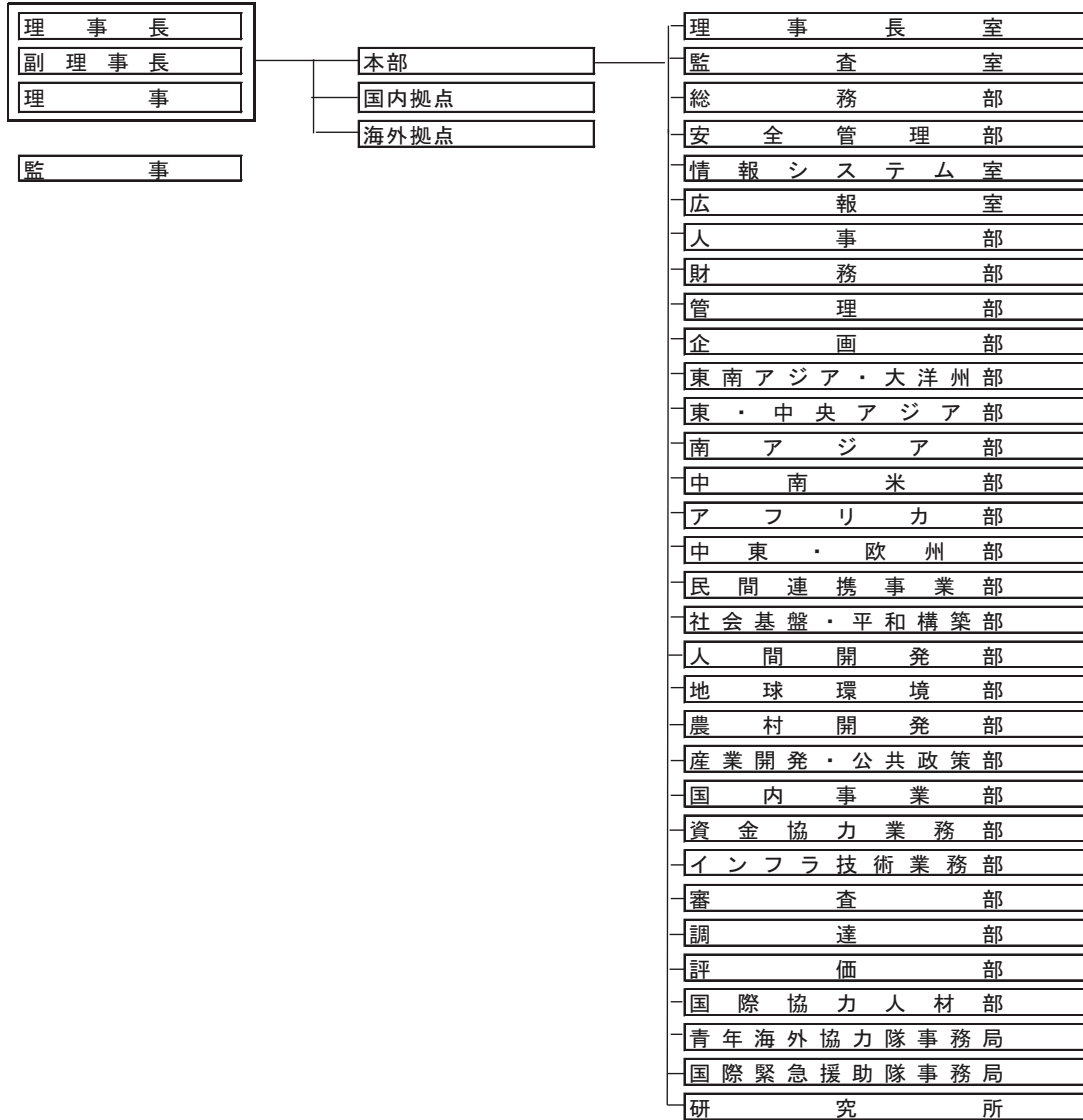 理事長
副理事長
理事
監事
本部
国内拠点
海外拠点
理事長室
監査室
総務部
安全管理部
情報システム室
広報室
人事部
財務部
管理部
企画部
東南アジア・大洋州部
東・中央アジア部
南アジア部
中南米部
アフリカ部
中東・欧州部
民間連携事業部
社会基盤・平和構築部
人間開発部
地球環境部
農村開発部
産業開発・公共政策部
国内事業部
資金協力業務部
インフラ技術業務部
審査部
調達部
評価部
国際協力人材部
青年海外協力隊事務局
国際緊急援助隊事務局
研究所